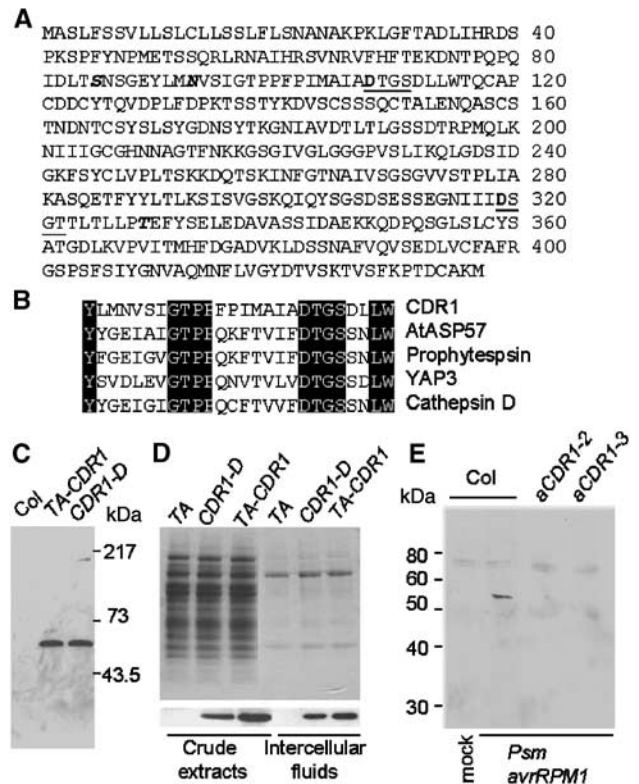 A
MASLFSSVLLSLCLLSSLFLSNANAKPKLGFTADLIHRDS 40
PKSPFYNPMETSSQRLRNAIHRSVNRVFHFTEKDNTPQPQ 80
IDLTSNSGEYLMNVSIGTPPFPIMAIADTGSDLLWTQCAP 120
CDDCYTQVDPLFDPKTSSTYKDVSCSSSQCTALENQASCS 160
TNDNTCSYSLSYGDNSYTKGNIAVDTLTLGSSDTRPMQLK 200
NIIIGCGHNNAGTFNKKGSGIVGLGGGPVSLIKQLGDSID 240
GKFSYCLVPLTSKKDQTSKINFGTNAIVSGSGVVSTPLIA 280
KASQETFYYLTLKSISVGSKQIQYSGSDSESSEGNIIIDS 320
GTTLTLLPTEFYSELEDAVASSIDAEKKQDPQSGLSLCYS 360
ATGDLKVPVITMHFDGADVKLDSSNAFVQVSEDLVCFAFR 400
GSPSFSIYGNVAQMNFLVGYDTVSKTVSFKPTDCAKM
B
YLMNVSIGTPPFPIMAIADTGSDLLW CDR1
YYGEIAIGTPPQKFTVIFDTGSSNLW AtASP57
YFGEIGVGTPPQKFTVIFDTGSSNLW Prophytespsin
YSVDLEVGTPPQNVTVLVDTGSSDLW YAP3
YYGEIGIGTPPQCFTVVFDTGSSNLW Cathepsin D
C
Col TA-CDR1 CDR1-D kDa
217
73
43.5
D
TA CDR1-D TA-CDR1 TA CDR1-D TA-CDR1
Crude extracts
Intercellular fluids
E
Col aCDR1-2 aCDR1-3
kDa
80
60
50
40
30
mock
Psm
avrRPM1